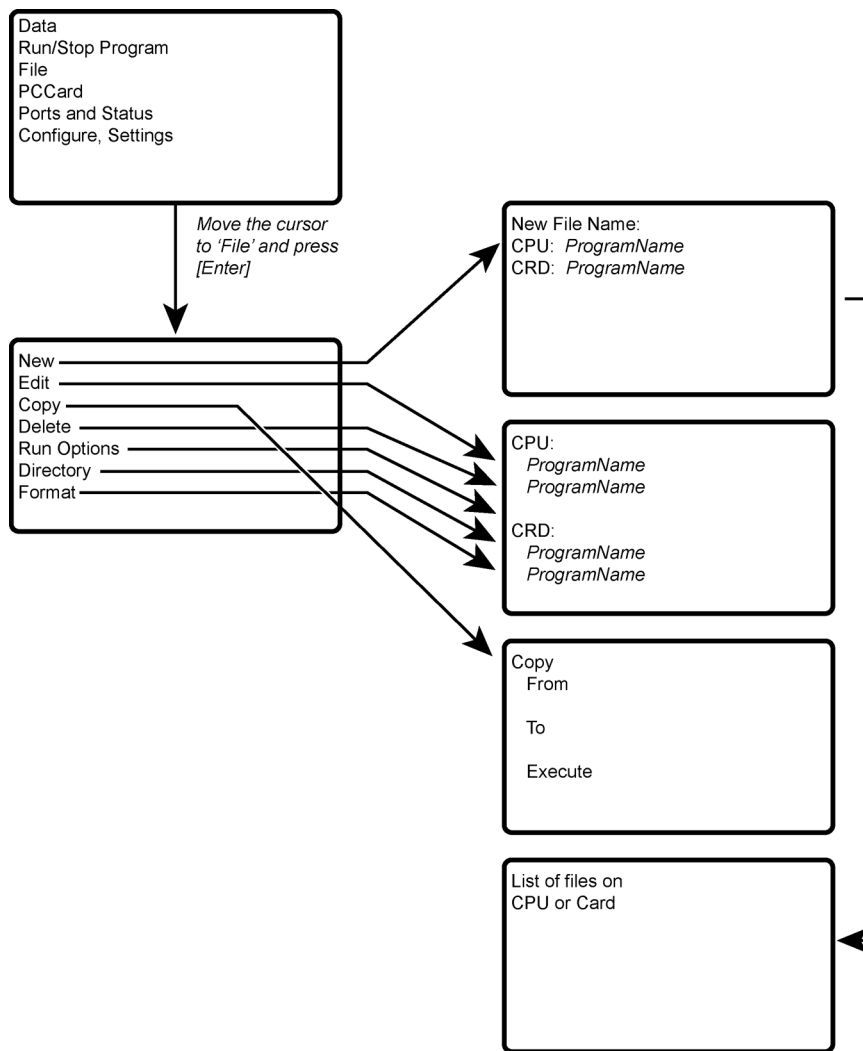 Data
Run/Stop Program
File
PCCard
Ports and Status
Configure, Settings
Move the cursor
to ‘File’ and press
[Enter]
New
Edit
Copy
Delete
Run Options
Directory
Format
New File Name:
CPU: ProgramName
CRD: ProgramName
CPU:
ProgramName
ProgramName
CRD:
ProgramName
ProgramName
Copy
From
To
Execute
List of files on
CPU or Card